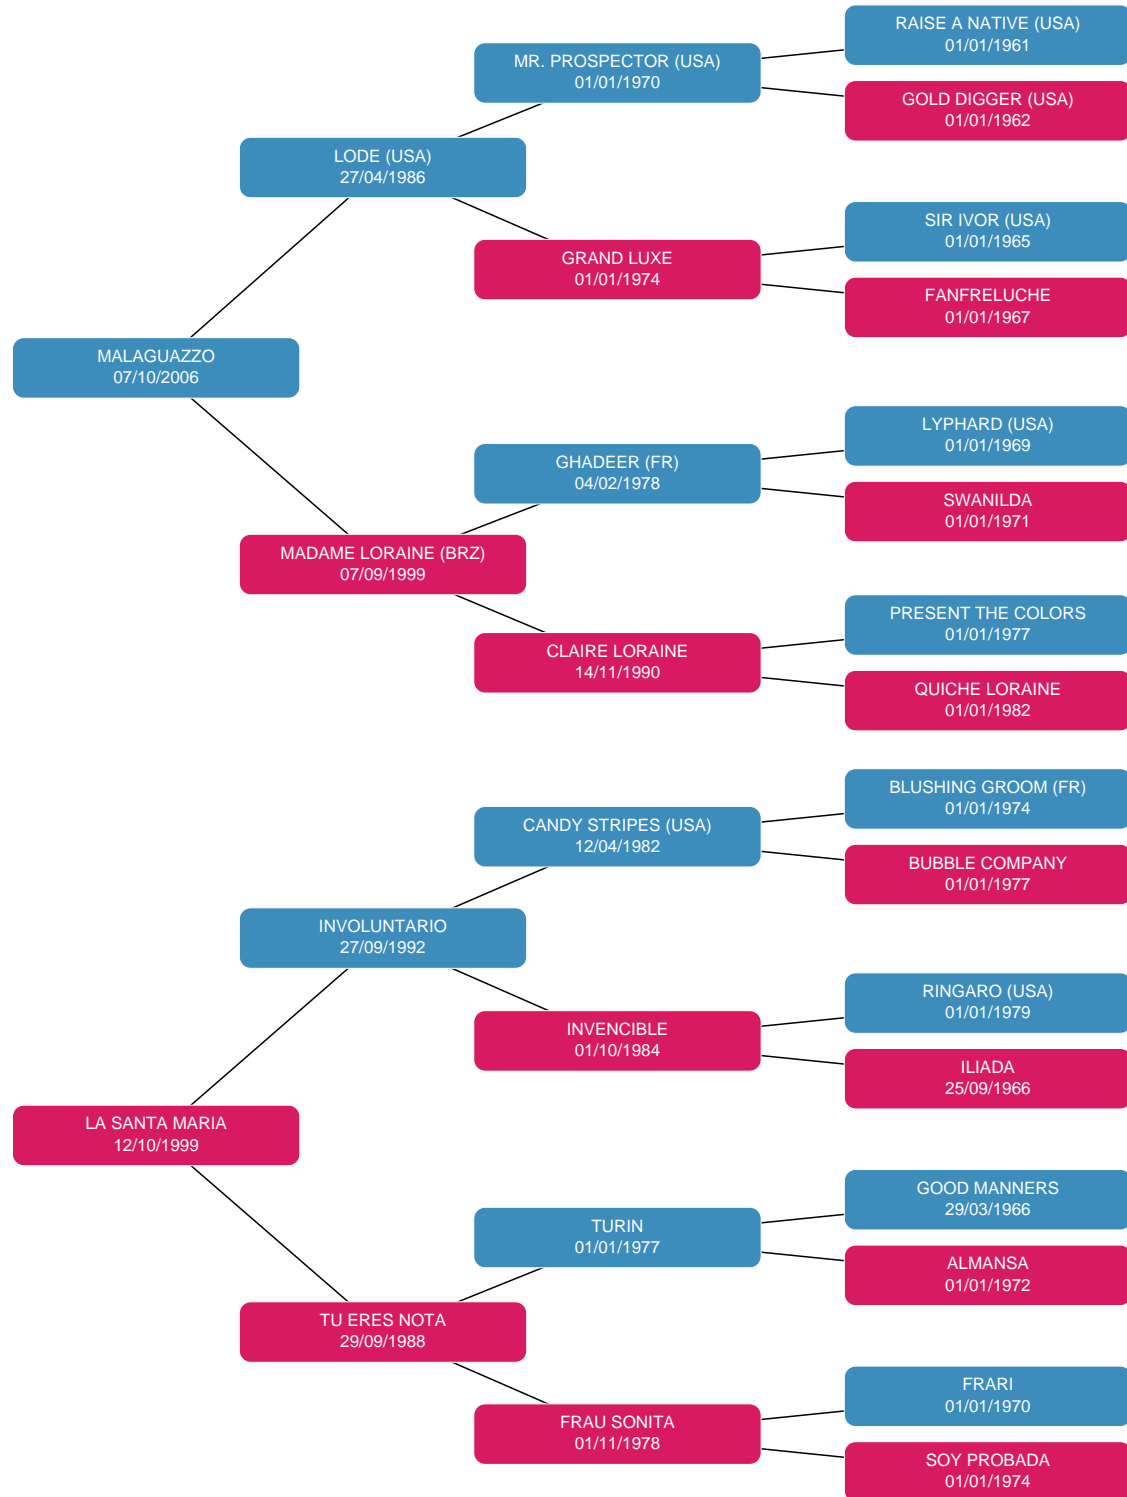 RAISE A NATIVE (USA)
01/01/1961
MR. PROSPECTOR (USA)
01/01/1970
GOLD DIGGER (USA)
01/01/1962
LODE (USA)
27/04/1986
SIR IVOR (USA)
01/01/1965
GRAND LUXE
01/01/1974
FANFRELUCHE
01/01/1967
MALAGUAZZO
07/10/2006
LYPHARD (USA)
01/01/1969
GHADEER (FR)
04/02/1978
SWANILDA
01/01/1971
MADAME LORAINE (BRZ)
07/09/1999
PRESENT THE COLORS
01/01/1977
CLAIRE LORAINE
14/11/1990
QUICHE LORAINE
01/01/1982
BLUSHING GROOM (FR)
01/01/1974
CANDY STRIPES (USA)
12/04/1982
BUBBLE COMPANY
01/01/1977
INVOLUNTARIO
27/09/1992
RINGARO (USA)
01/01/1979
INVENCIBLE
01/10/1984
ILIADA
25/09/1966
LA SANTA MARIA
12/10/1999
GOOD MANNERS
29/03/1966
TURIN
01/01/1977
ALMANSA
01/01/1972
TU ERES NOTA
29/09/1988
FRARI
01/01/1970
FRAU SONITA
01/11/1978
SOY PROBADA
01/01/1974